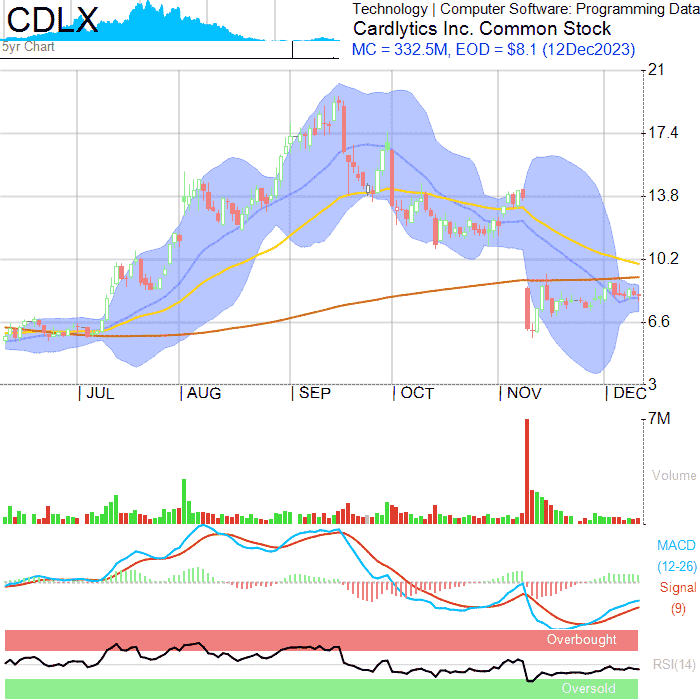 CDLX
5yr Chart
Technology | Computer Software: Programming Data
Cardlytics Inc. Common Stock
MC = 332.5M, EOD = $8.1 (12Dec2023)
21
17.4
13.8
10.2
6.6
3
JUL
AUG
SEP
OCT
NOV
DEC
7M
Volume
MACD
(12-26)
Signal
(9)
Overbought
RSI(14)
Oversold